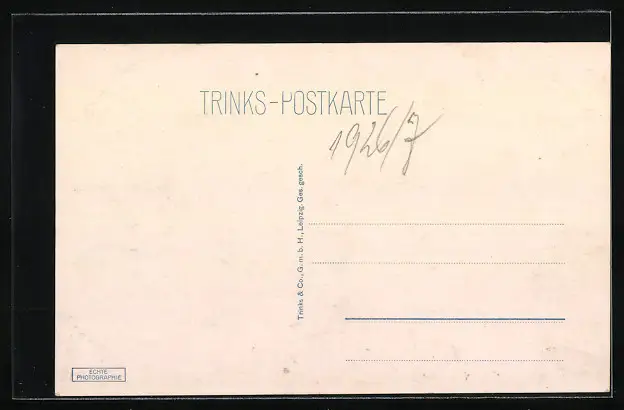 TRINKS-POSTKARTE
1926/7
Trinks & Co., G. m. b. H., Leipzig. Ges. gesch.
ECHTE
PHOTOGRAPHIE